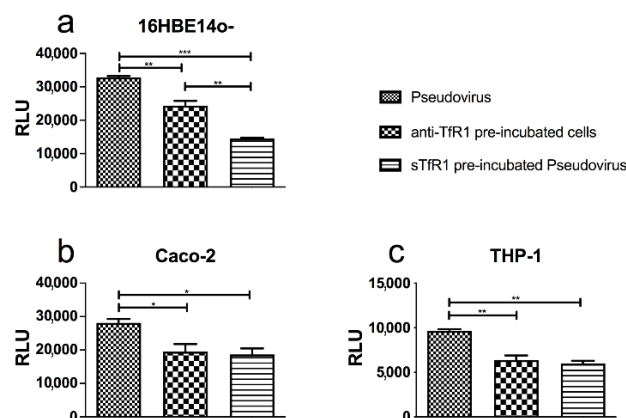 a
16HBE14o-
***
**
**
40,000
30,000
20,000
10,000
0
RLU
Pseudovirus
anti-TfR1 pre-incubated cells
sTfR1 pre-incubated Pseudovirus
b
Caco-2
*
*
40,000
30,000
20,000
10,000
0
RLU
c
THP-1
**
**
15,000
10,000
5,000
0
RLU